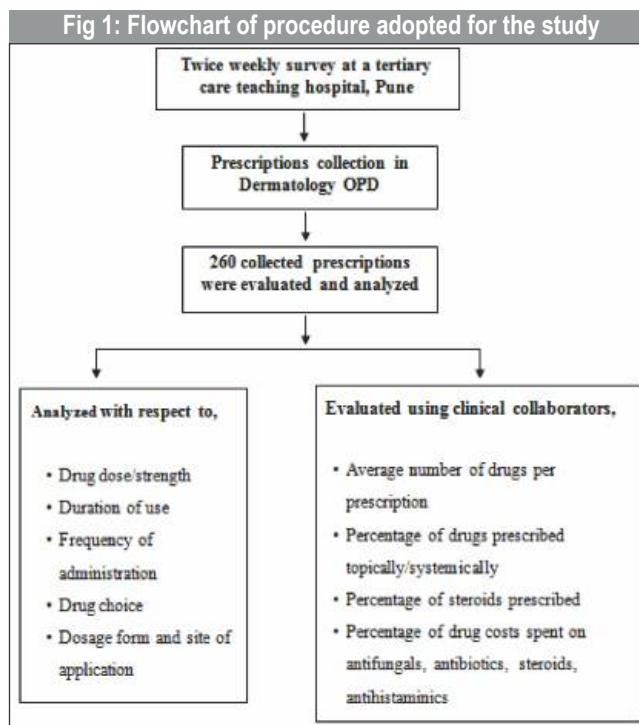 Fig 1: Flowchart of procedure adopted for the study
Twice weekly survey at a tertiary
care teaching hospital, Pune
Prescriptions collection in
Dermatology OPD
260 collected prescriptions
were evaluated and analyzed
Analyzed with respect to,
• Drug dose/strength
• Duration of use
• Frequency of
administration
• Drug choice
• Dosage form and site of
application
Evaluated using clinical collaborators,
• Average number of drugs per
prescription
• Percentage of drugs prescribed
topically/systemically
• Percentage of steroids prescribed
• Percentage of drug costs spent on
antifungals, antibiotics, steroids,
antihistaminics